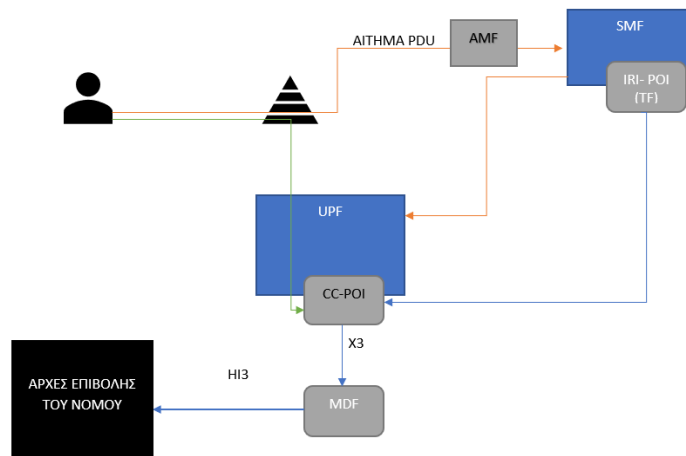 ΑΙΤΗΜΑ PDU
AMF
SMF
IRI- POI
(TF)
UPF
CC-POI
X3
HI3
ΑΡΧΕΣ ΕΠΙΒΟΛΗΣ
ΤΟΥ ΝΟΜΟΥ
MDF